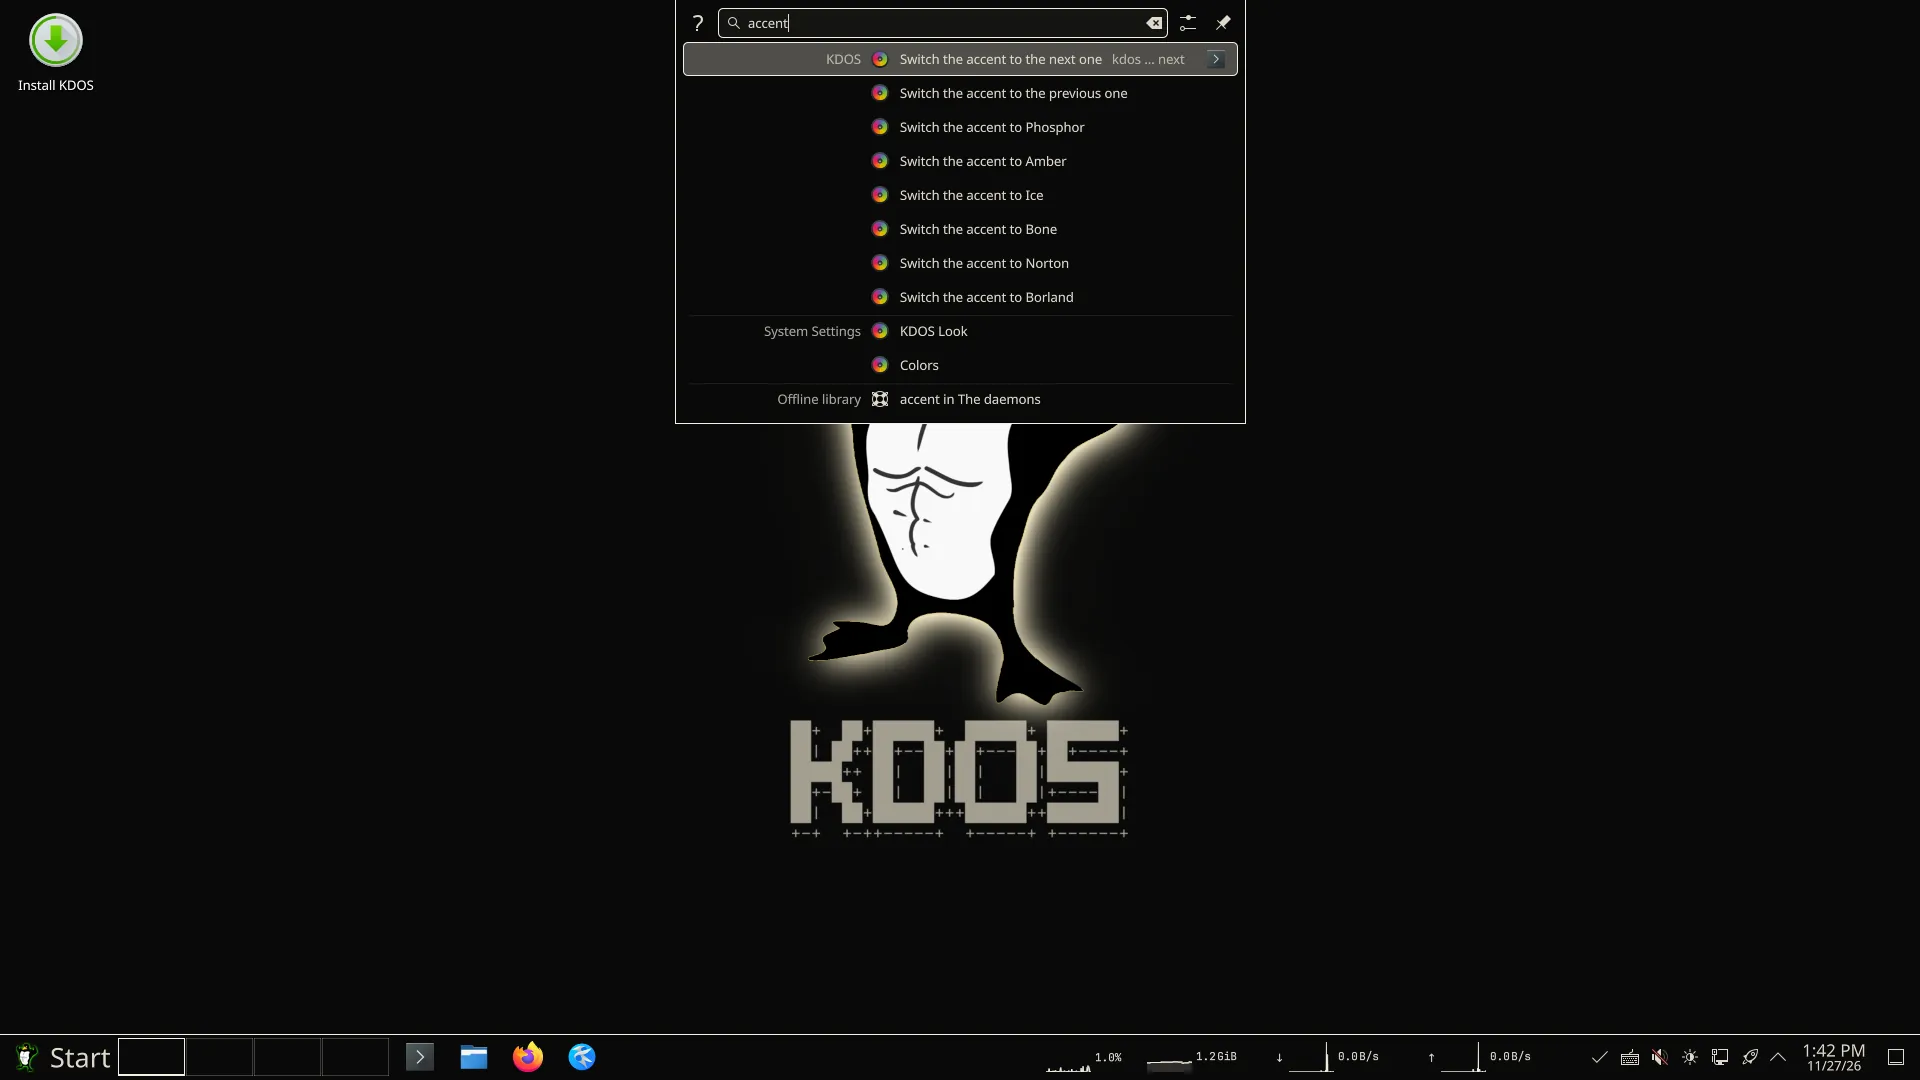 Install KDOS
? accent
KDOS Switch the accent to the next one kdos ... next
Switch the accent to the previous one
Switch the accent to Phosphor
Switch the accent to Amber
Switch the accent to Ice
Switch the accent to Bone
Switch the accent to Norton
Switch the accent to Borland
System Settings KDOS Look
Colors
Offline library accent in The daemons
KDOS
Start 1.0% 1.2GiB ↓ 0.0B/s ↑ 0.0B/s 1:42 PM
11/27/26